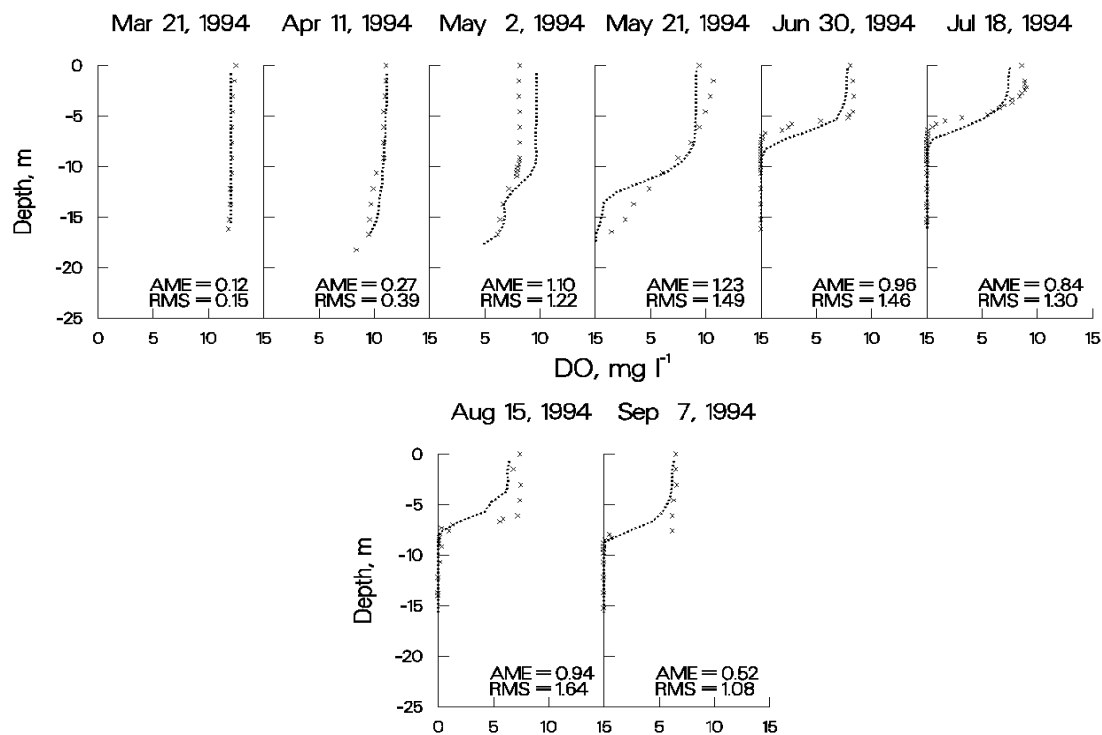 Mar 21, 1994 Apr 11, 1994 May 2, 1994 May 21, 1994 Jun 30, 1994 Jul 18, 1994
0
-5
-10
-15
-20
-25
Depth, m
AME = 0.12
RMS = 0.15
AME = 0.27
RMS = 0.39
AME = 1.10
RMS = 1.22
AME = 1.23
RMS = 1.49
AME = 0.96
RMS = 1.46
AME = 0.84
RMS = 1.30
0 5 10 15 5 10 15 5 10 15 5 10 15 5 10 15 5 10 15
DO, mg l⁻¹
Aug 15, 1994 Sep 7, 1994
0
-5
-10
-15
-20
-25
Depth, m
AME = 0.94
RMS = 1.64
AME = 0.52
RMS = 1.08
0 5 10 15 5 10 15